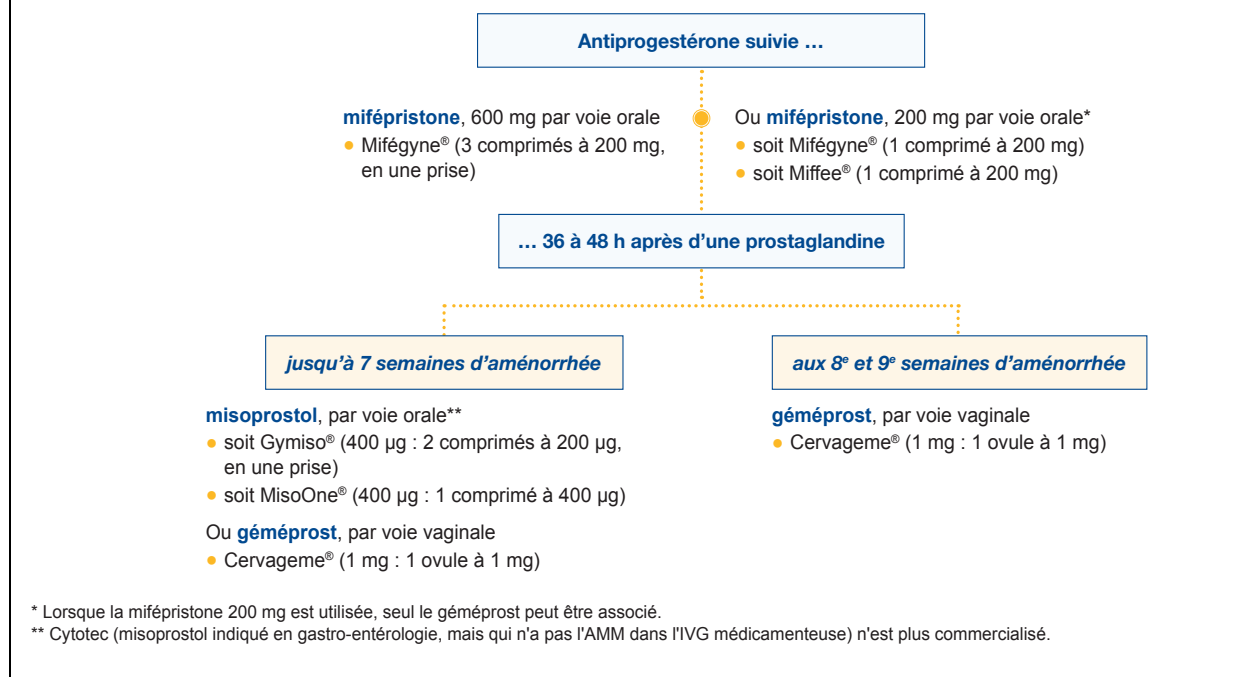 Antiprogestérone suivie …
mifépristone, 600 mg par voie orale
● Mifégyne® (3 comprimés à 200 mg,
en une prise)
Ou mifépristone, 200 mg par voie orale*
● soit Mifégyne® (1 comprimé à 200 mg)
● soit Miffee® (1 comprimé à 200 mg)
… 36 à 48 h après d'une prostaglandine
jusqu'à 7 semaines d'aménorrhée
misoprostol, par voie orale**
● soit Gymiso® (400 µg : 2 comprimés à 200 µg,
en une prise)
● soit MisoOne® (400 µg : 1 comprimé à 400 µg)
Ou géméprost, par voie vaginale
● Cervageme® (1 mg : 1 ovule à 1 mg)
aux 8e et 9e semaines d'aménorrhée
géméprost, par voie vaginale
● Cervageme® (1 mg : 1 ovule à 1 mg)
* Lorsque la mifépristone 200 mg est utilisée, seul le géméprost peut être associé.
** Cytotec (misoprostol indiqué en gastro-entérologie, mais qui n'a pas l'AMM dans l'IVG médicamenteuse) n'est plus commercialisé.